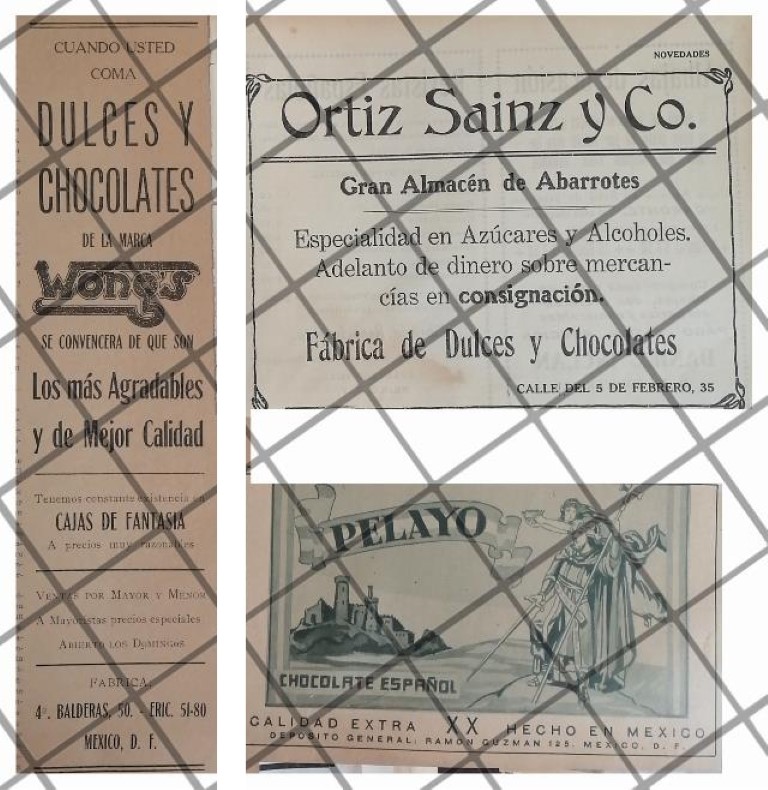 CUANDO USTED
COMA
DULCES Y
CHOCOLATES
DE LA MARCA
Wong's
SE CONVENCERA DE QUE SON
Los más Agradables
y de Mejor Calidad
Tenemos constante existencia en
CAJAS DE FANTASIA
A precios muy razonables
VENTAS POR MAYOR Y MENOR
A Mayoristas precios especiales
ABIERTO LOS DOMINGOS
FABRICA,
4ª. BALDERAS, 50. - ERIC. 51-80
MEXICO, D. F.
NOVEDADES
Ortiz Sainz y Co.
Gran Almacén de Abarrotes
Especialidad en Azúcares y Alcoholes.
Adelanto de dinero sobre mercan-
cías en consignación.
Fábrica de Dulces y Chocolates
CALLE DEL 5 DE FEBRERO, 35
PELAYO
CHOCOLATE ESPAÑOL
CALIDAD EXTRA XX HECHO EN MEXICO
DEPOSITO GENERAL: RAMON GUZMAN 125. MEXICO, D. F.